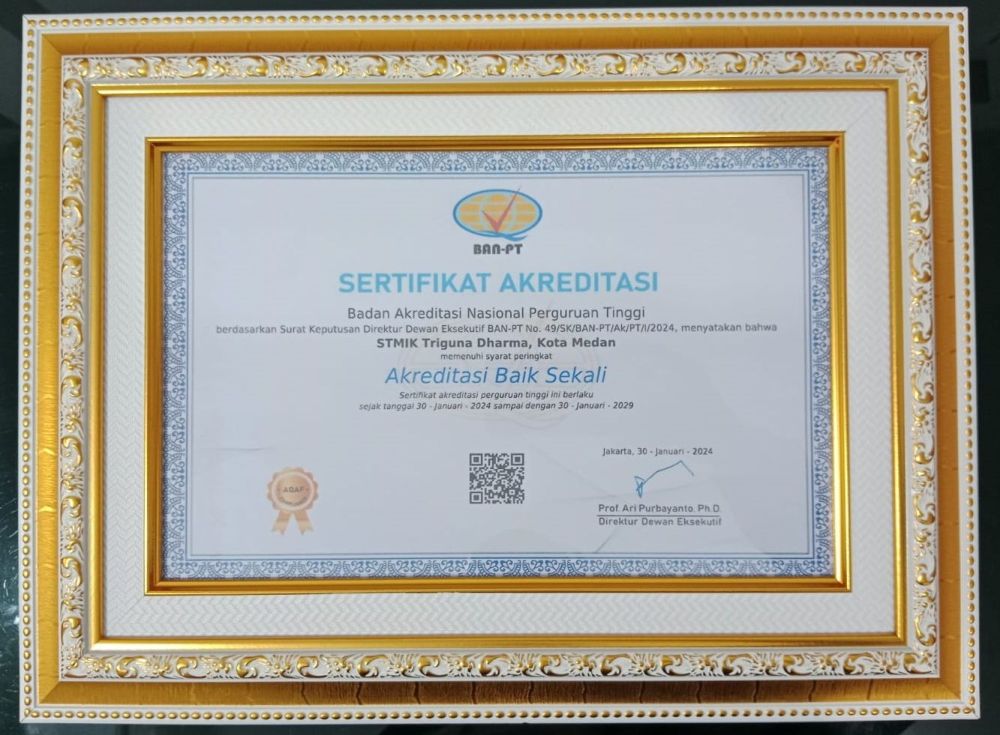 BAN-PT
SERTIFIKAT AKREDITASI
Badan Akreditasi Nasional Perguruan Tinggi
berdasarkan Surat Keputusan Direktur Dewan Eksekutif BAN-PT No. 49/SK/BAN-PT/Ak/PT/I/2024, menyatakan bahwa
STMIK Triguna Dharma, Kota Medan
memenuhi syarat peringkat
Akreditasi Baik Sekali
Sertifikat akreditasi perguruan tinggi ini berlaku
sejak tanggal 30 - Januari - 2024 sampai dengan 30 - Januari - 2029
Jakarta, 30 - Januari - 2024
AQAF
Prof. Ari Purbayanto, Ph.D.
Direktur Dewan Eksekutif